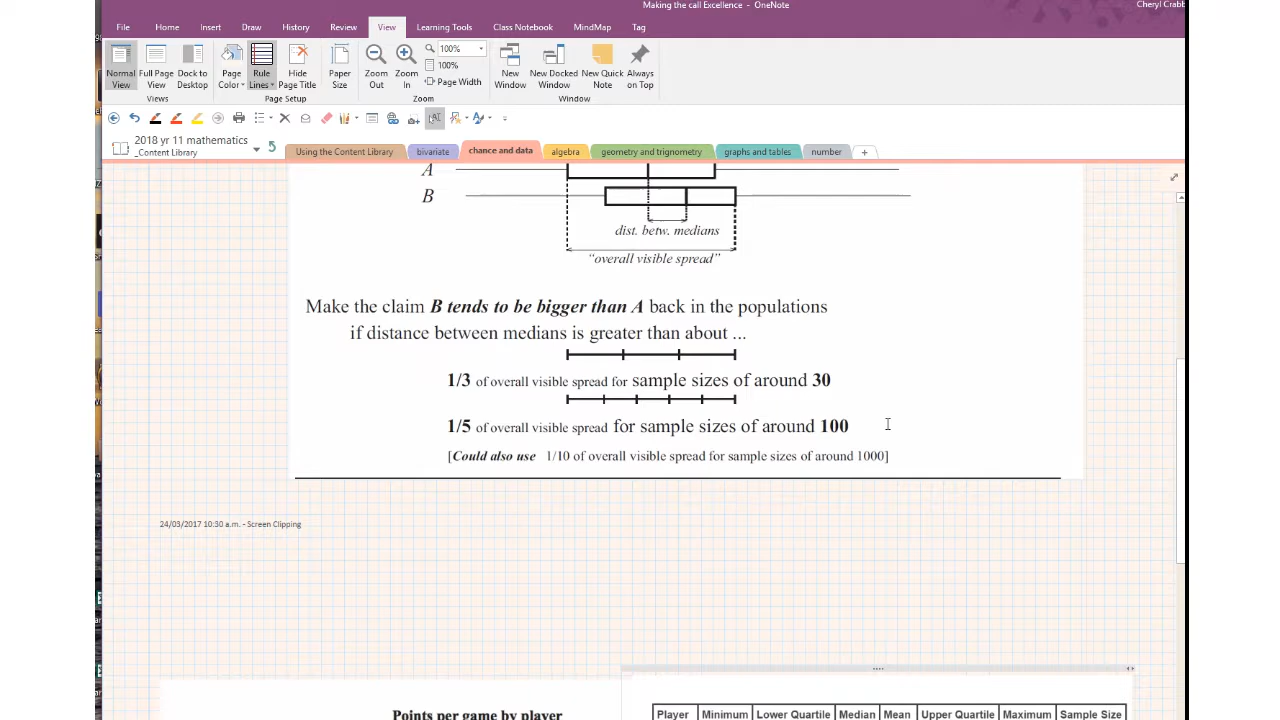 Making the call Excellence - OneNote
Cheryl Crabb
File Home Insert Draw History Review View Learning Tools Class Notebook MindMap Tag
Normal View
Full Page View
Dock to Desktop
Page Color
Rule Lines
Hide Page Title
Paper Size
Zoom Out
Zoom In
100%
100%
Page Width
New Window
New Docked Window
New Quick Note
Always on Top
Views Page Setup Zoom Window
2018 yr 11 mathematics
_Content Library
Using the Content Library bivariate chance and data algebra geometry and trignometry graphs and tables number
A
B
dist. betw. medians
“overall visible spread”
Make the claim B tends to be bigger than A back in the populations
if distance between medians is greater than about ...
1/3 of overall visible spread for sample sizes of around 30
1/5 of overall visible spread for sample sizes of around 100
[Could also use 1/10 of overall visible spread for sample sizes of around 1000]
24/03/2017 10:30 a.m. - Screen Clipping
Points per game by player
Player Minimum Lower Quartile Median Mean Upper Quartile Maximum Sample Size